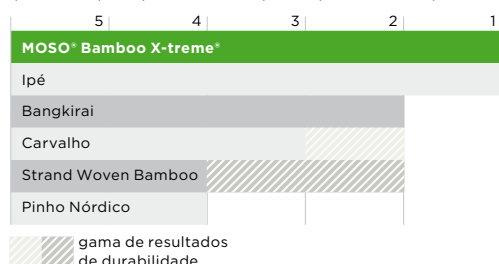 5 4 3 2 1
MOSO® Bamboo X-treme®
Ipé
Bangkirai
Carvalho
Strand Woven Bamboo
Pinho Nórdico
gama de resultados
de durabilidade